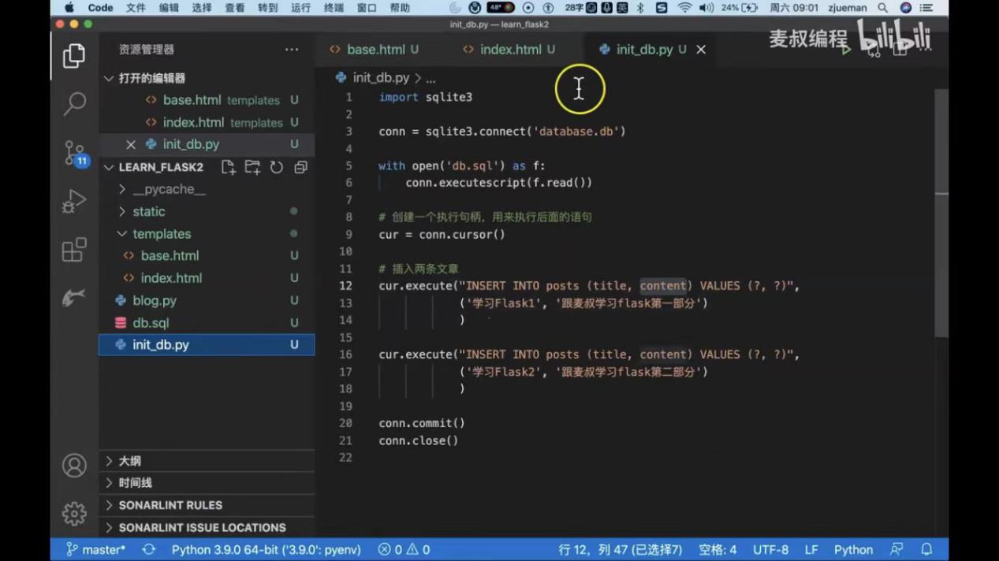 Code 文件 编辑 选择 查看 转到 运行 终端 窗口 帮助 48° 28字 英 24% 周六 09:01 zjueman
init_db.py — learn_flask2
麦叔编程 bilibili
资源管理器 ···
base.html U index.html U init_db.py U
打开的编辑器
base.html templates U
index.html templates U
init_db.py U
LEARN_FLASK2
__pycache__
static
templates
base.html U
index.html U
blog.py U
db.sql U
init_db.py U
大纲
时间线
SONARLINT RULES
SONARLINT ISSUE LOCATIONS
11
init_db.py > ...
1 import sqlite3
2
3 conn = sqlite3.connect('database.db')
4
5 with open('db.sql') as f:
6 conn.executescript(f.read())
7
8 # 创建一个执行句柄，用来执行后面的语句
9 cur = conn.cursor()
10
11 # 插入两条文章
12 cur.execute("INSERT INTO posts (title, content) VALUES (?, ?)",
13 ('学习Flask1', '跟麦叔学习flask第一部分')
14 )
15
16 cur.execute("INSERT INTO posts (title, content) VALUES (?, ?)",
17 ('学习Flask2', '跟麦叔学习flask第二部分')
18 )
19
20 conn.commit()
21 conn.close()
22
master* Python 3.9.0 64-bit ('3.9.0': pyenv) 0 0 行 12，列 47 (已选择7) 空格: 4 UTF-8 LF Python